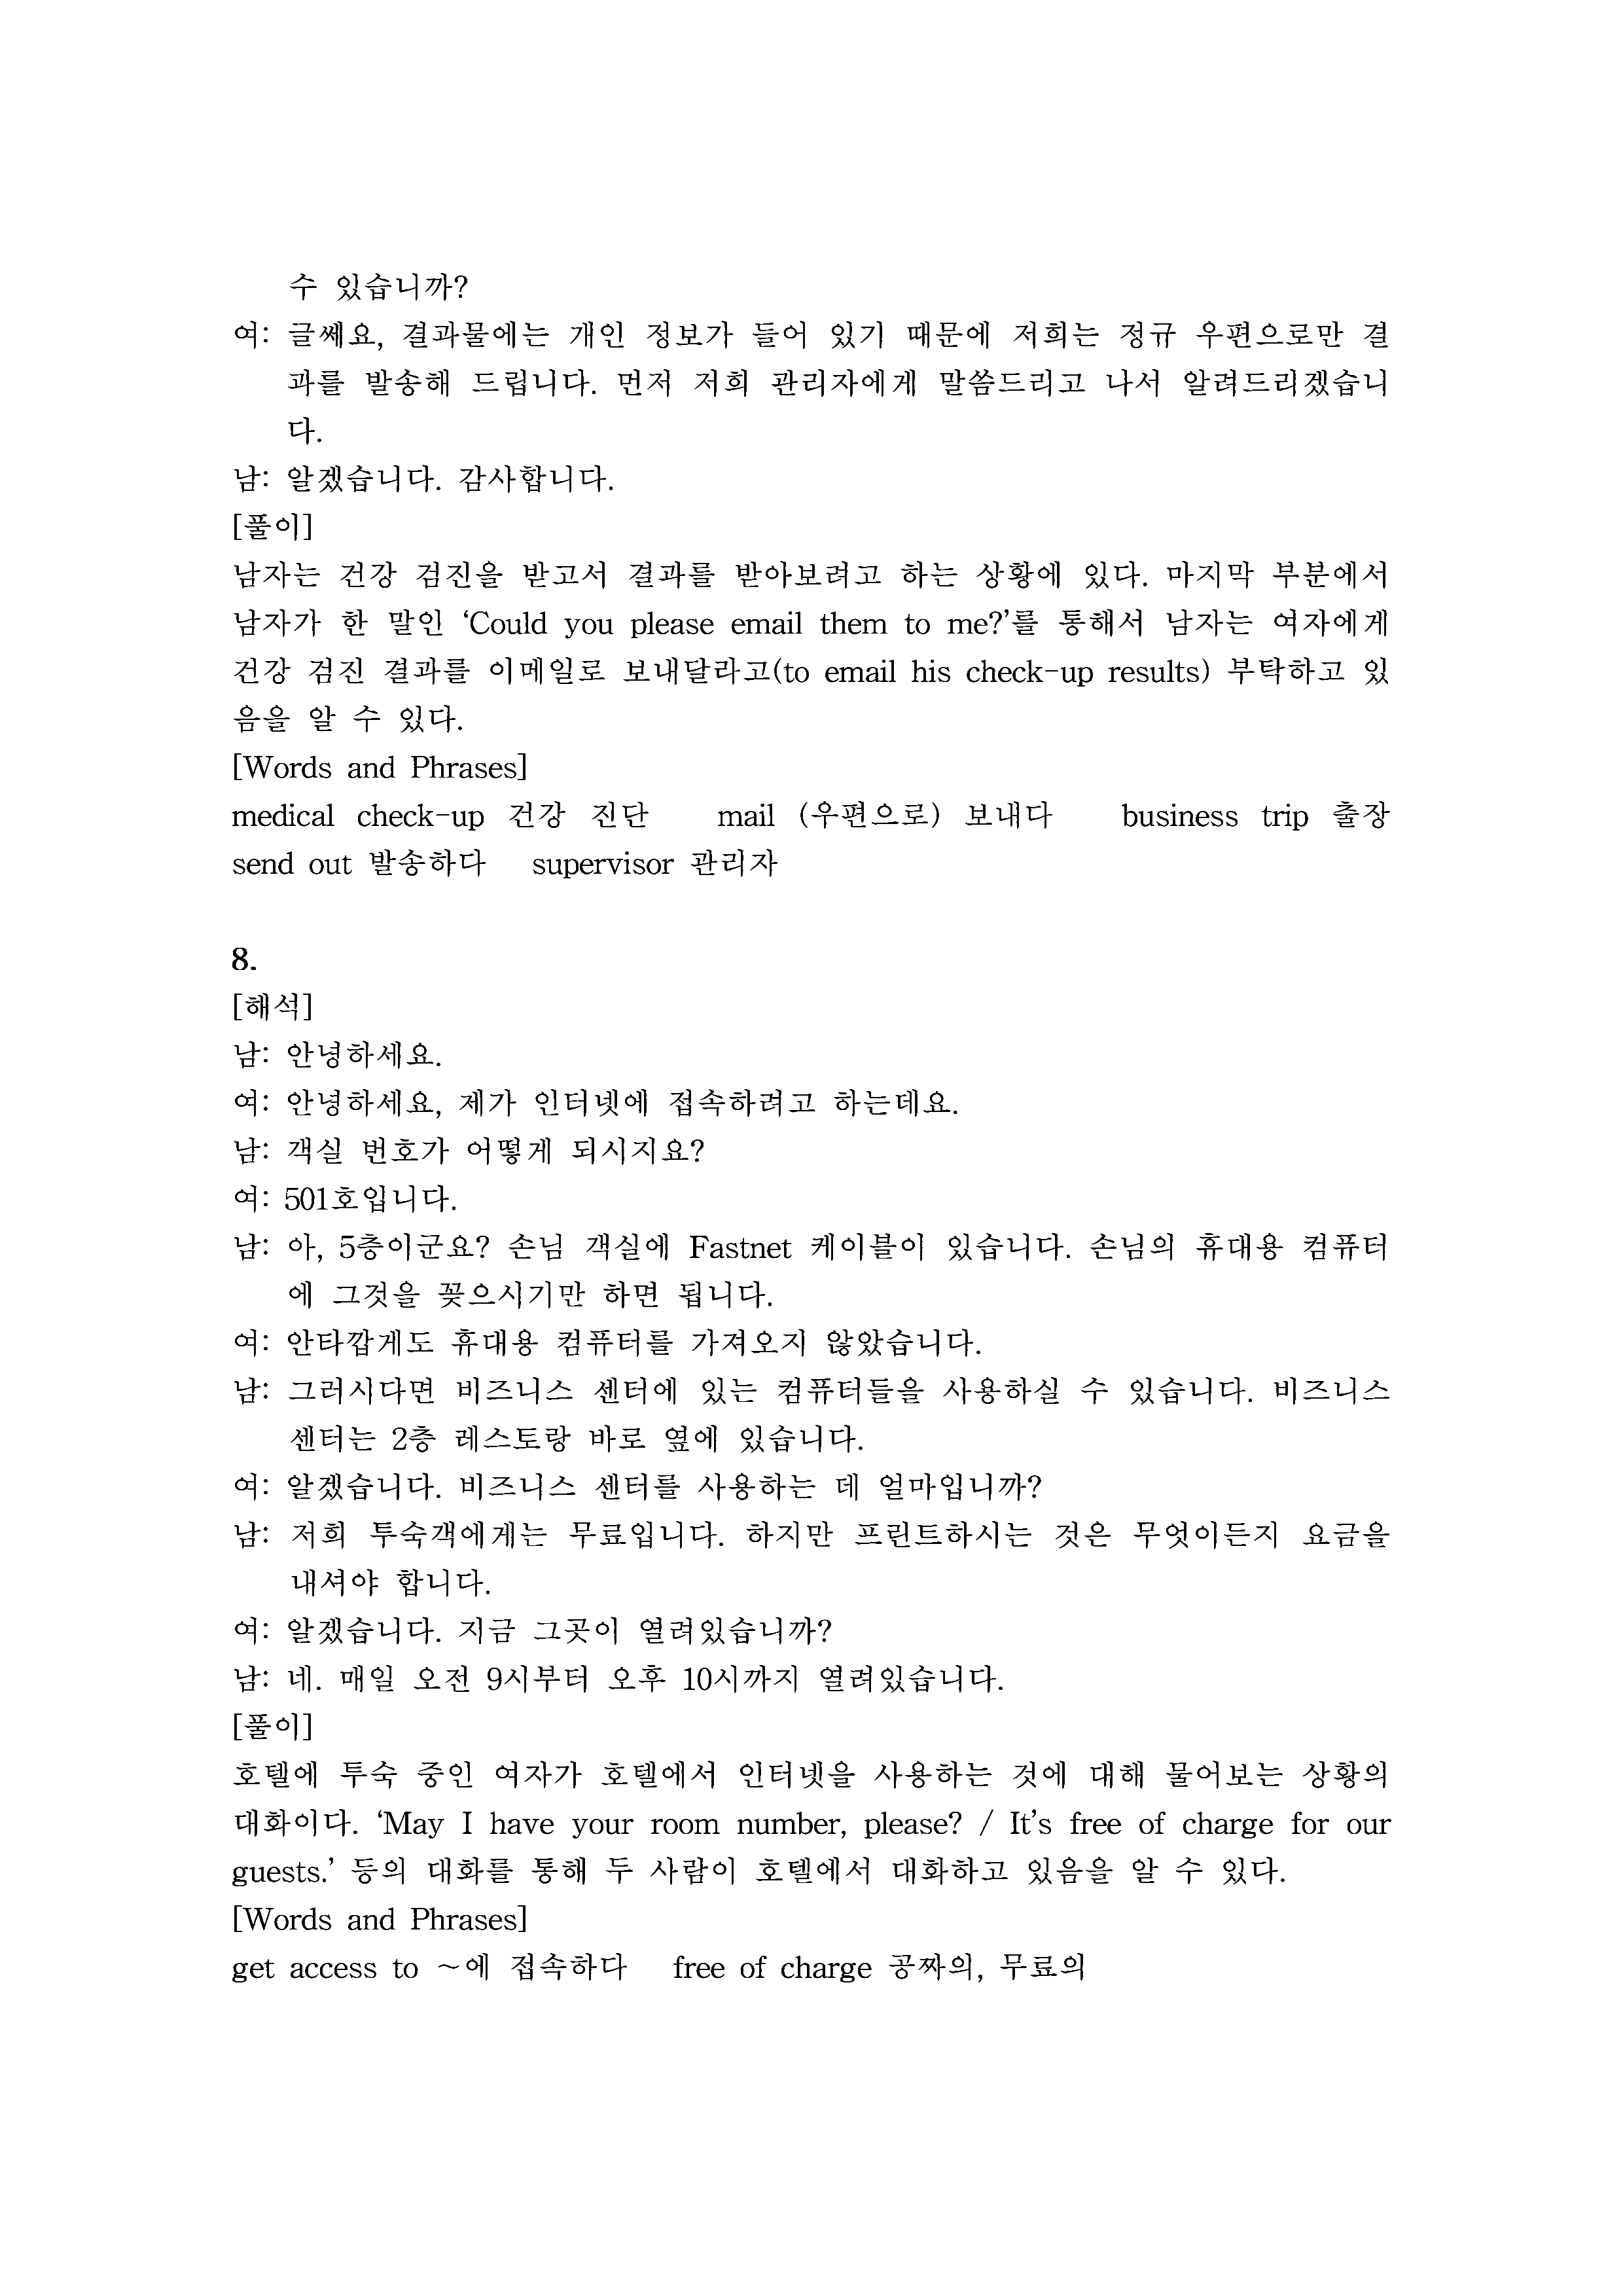 수 있습니까?
여: 글쎄요, 결과물에는 개인 정보가 들어 있기 때문에 저희는 정규 우편으로만 결
과를 발송해 드립니다. 먼저 저희 관리자에게 말씀드리고 나서 알려드리겠습니
다.
남: 알겠습니다. 감사합니다.
[풀이]
남자는 건강 검진을 받고서 결과를 받아보려고 하는 상황에 있다. 마지막 부분에서
남자가 한 말인 ‘Could you please email them to me?’를 통해서 남자는 여자에게
건강 검진 결과를 이메일로 보내달라고(to email his check-up results) 부탁하고 있
음을 알 수 있다.
[Words and Phrases]
medical check-up 건강 진단 mail (우편으로) 보내다 business trip 출장
send out 발송하다 supervisor 관리자
8.
[해석]
남: 안녕하세요.
여: 안녕하세요, 제가 인터넷에 접속하려고 하는데요.
남: 객실 번호가 어떻게 되시지요?
여: 501호입니다.
남: 아, 5층이군요? 손님 객실에 Fastnet 케이블이 있습니다. 손님의 휴대용 컴퓨터
에 그것을 꽂으시기만 하면 됩니다.
여: 안타깝게도 휴대용 컴퓨터를 가져오지 않았습니다.
남: 그러시다면 비즈니스 센터에 있는 컴퓨터들을 사용하실 수 있습니다. 비즈니스
센터는 2층 레스토랑 바로 옆에 있습니다.
여: 알겠습니다. 비즈니스 센터를 사용하는 데 얼마입니까?
남: 저희 투숙객에게는 무료입니다. 하지만 프린트하시는 것은 무엇이든지 요금을
내셔야 합니다.
여: 알겠습니다. 지금 그곳이 열려있습니까?
남: 네. 매일 오전 9시부터 오후 10시까지 열려있습니다.
[풀이]
호텔에 투숙 중인 여자가 호텔에서 인터넷을 사용하는 것에 대해 물어보는 상황의
대화이다. ‘May I have your room number, please? / It’s free of charge for our
guests.’ 등의 대화를 통해 두 사람이 호텔에서 대화하고 있음을 알 수 있다.
[Words and Phrases]
get access to ~에 접속하다 free of charge 공짜의, 무료의